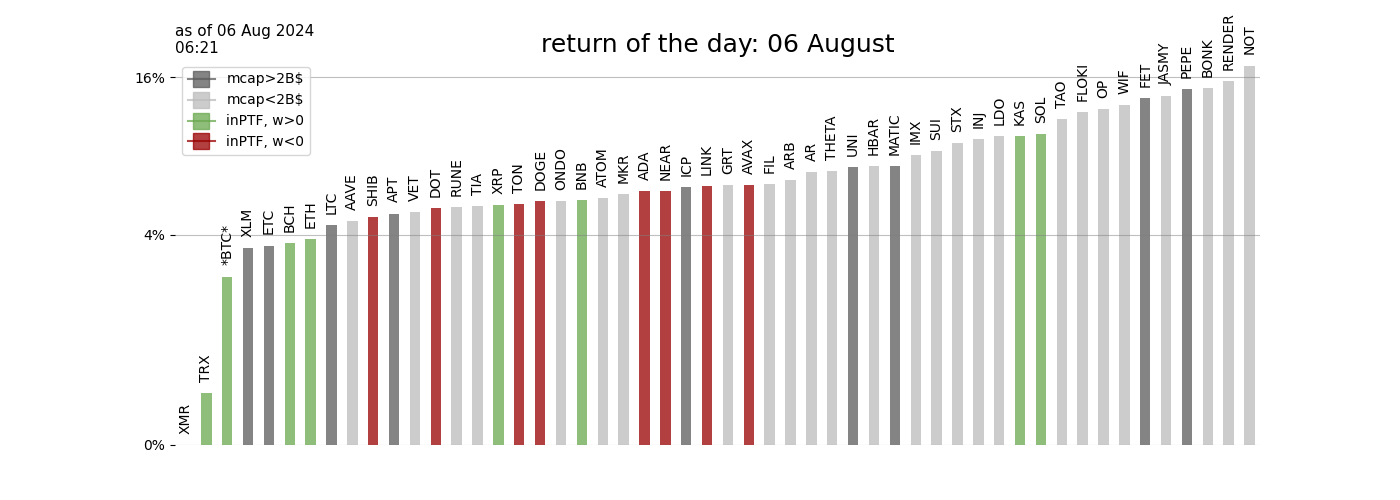 as of 06 Aug 2024
06:21
return of the day: 06 August
mcap>2B$
mcap<2B$
inPTF, w>0
inPTF, w<0
16%
4%
0%
XMR
TRX
*BTC*
XLM
ETC
BCH
ETH
LTC
AAVE
SHIB
APT
VET
DOT
RUNE
TIA
XRP
TON
DOGE
ONDO
BNB
ATOM
MKR
ADA
NEAR
ICP
LINK
GRT
AVAX
FIL
ARB
AR
THETA
UNI
HBAR
MATIC
IMX
SUI
STX
INJ
LDO
KAS
SOL
TAO
FLOKI
OP
WIF
FET
JASMY
PEPE
BONK
RENDER
NOT